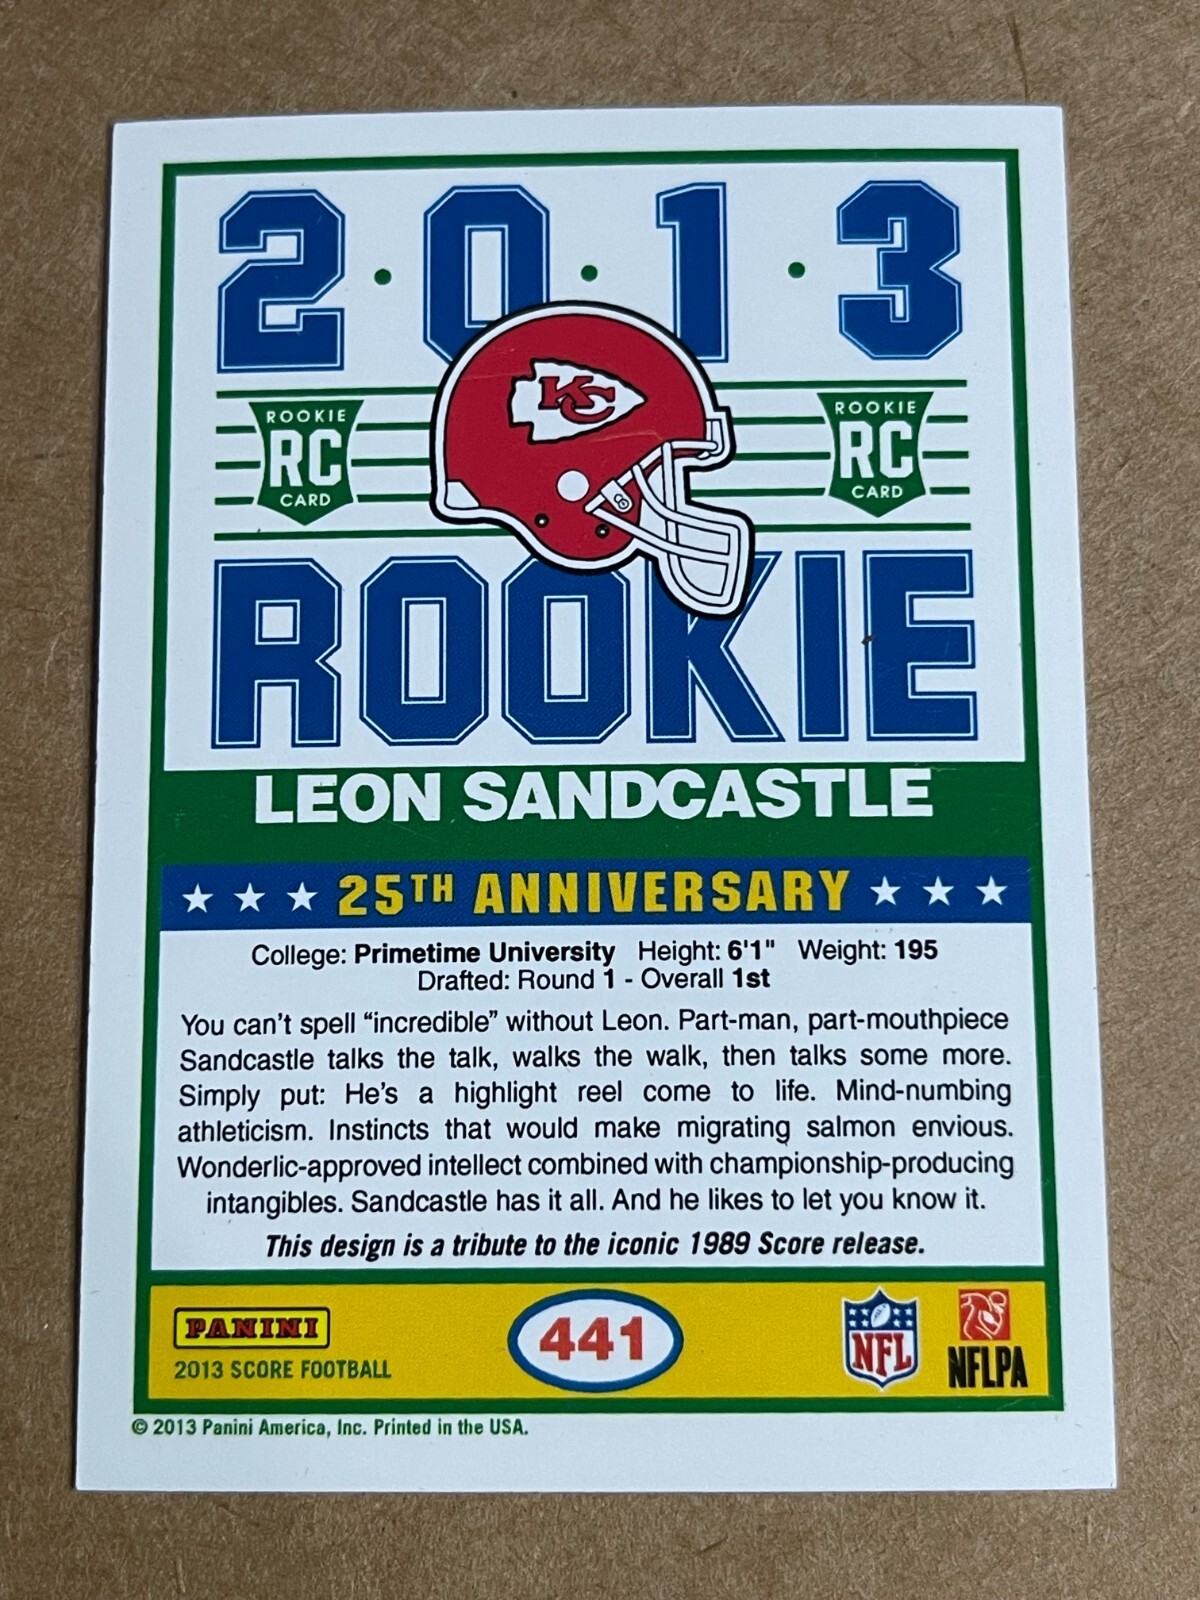 2·0·1·3
KC
ROOKIE
RC
CARD
ROOKIE
RC
CARD
ROOKIE
LEON SANDCASTLE
★ ★ ★ 25TH ANNIVERSARY ★ ★ ★
College: Primetime University Height: 6'1" Weight: 195
Drafted: Round 1 - Overall 1st
You can't spell “incredible” without Leon. Part-man, part-mouthpiece
Sandcastle talks the talk, walks the walk, then talks some more.
Simply put: He's a highlight reel come to life. Mind-numbing
athleticism. Instincts that would make migrating salmon envious.
Wonderlic-approved intellect combined with championship-producing
intangibles. Sandcastle has it all. And he likes to let you know it.
This design is a tribute to the iconic 1989 Score release.
PANINI
2013 SCORE FOOTBALL
441
NFL
NFLPA
© 2013 Panini America, Inc. Printed in the USA.